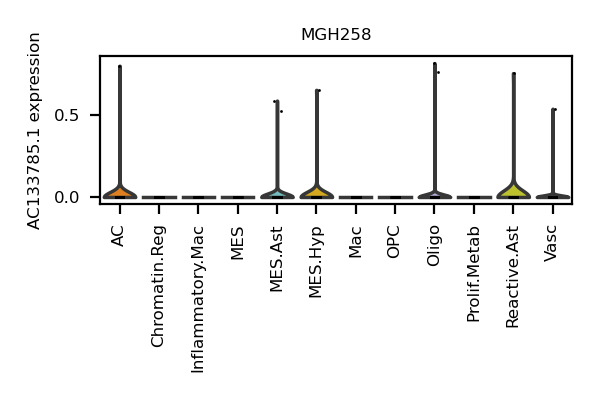 MGH258
AC133785.1 expression
0.5
0.0
AC
Chromatin.Reg
Inflammatory.Mac
MES
MES.Ast
MES.Hyp
Mac
OPC
Oligo
Prolif.Metab
Reactive.Ast
Vasc